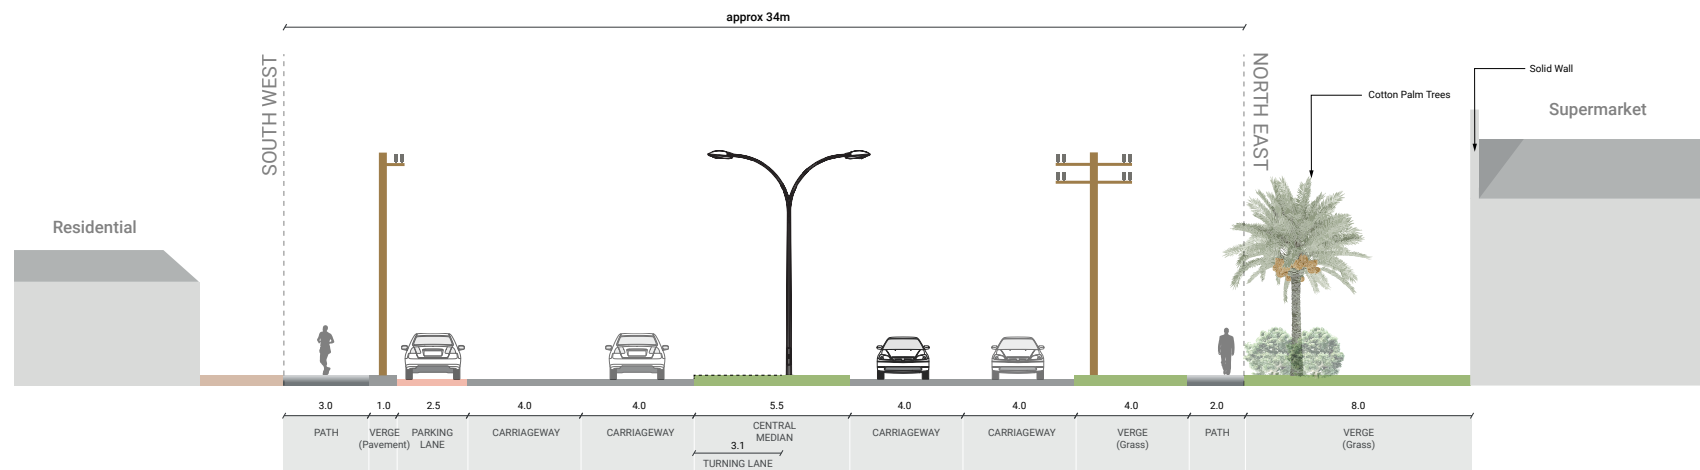 approx 34m
SOUTH WEST
NORTH EAST
Solid Wall
Cotton Palm Trees
Supermarket
Residential
3.0
1.0
2.5
4.0
4.0
5.5
4.0
4.0
4.0
2.0
8.0
PATH
VERGE
(Pavement)
PARKING
LANE
CARRIAGEWAY
CARRIAGEWAY
CENTRAL
MEDIAN
3.1
TURNING LANE
CARRIAGEWAY
CARRIAGEWAY
VERGE
(Grass)
PATH
VERGE
(Grass)